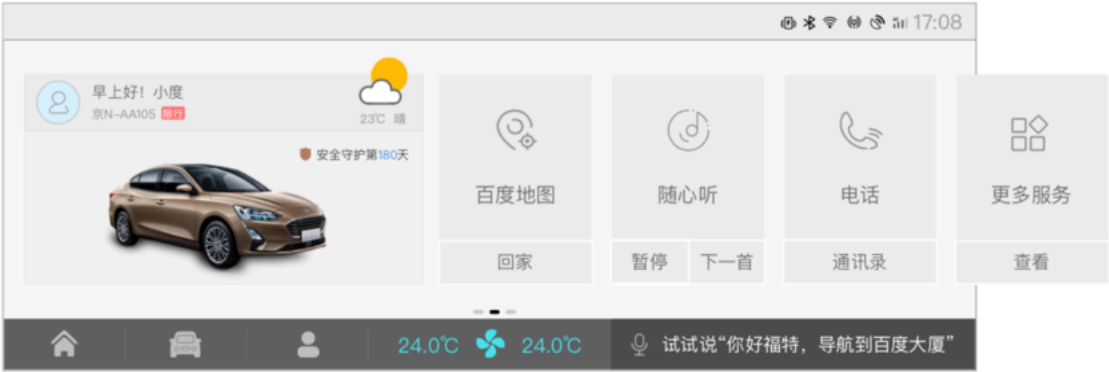 17:08
早上好！小度
京N-AA105 限行
23℃ 晴
安全守护第180天
百度地图
回家
随心听
暂停 下一首
电话
通讯录
更多服务
查看
24.0℃ 24.0℃
试试说“你好福特，导航到百度大厦”